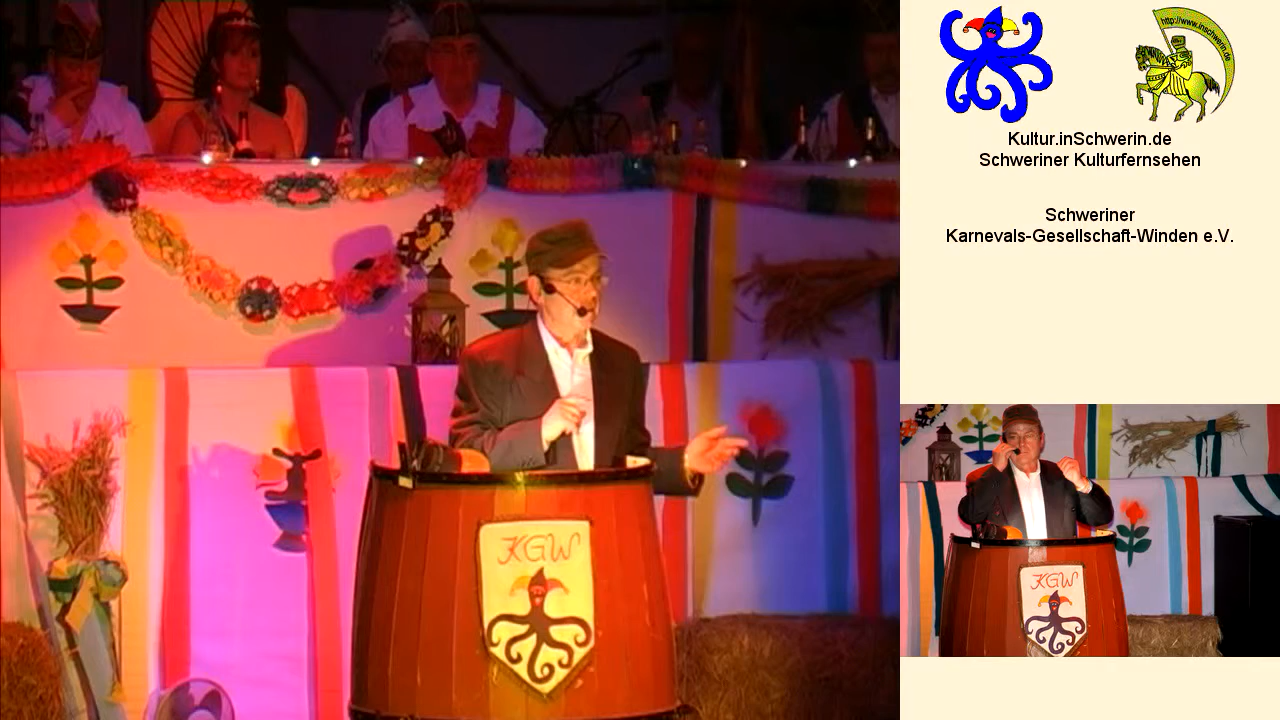 http://www.inschwerin.de
Kultur.inSchwerin.de
Schweriner Kulturfernsehen
Schweriner
Karnevals-Gesellschaft-Winden e.V.
KGW
KGW